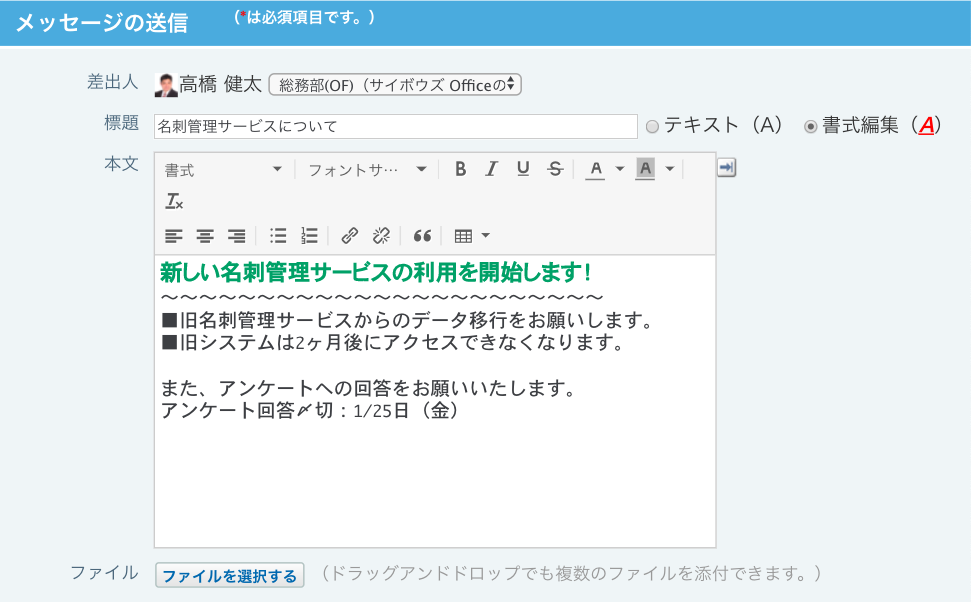 メッセージの送信 (*は必須項目です。)
差出人 高橋 健太 総務部(OF)（サイボウズ Officeの
標題 名刺管理サービスについて テキスト（A） 書式編集（A）
本文 書式 フォントサ… B I U S A A
Tx
新しい名刺管理サービスの利用を開始します!
〜〜〜〜〜〜〜〜〜〜〜〜〜〜〜〜〜〜〜〜〜〜〜
■旧名刺管理サービスからのデータ移行をお願いします。
■旧システムは2ヶ月後にアクセスできなくなります。
また、アンケートへの回答をお願いいたします。
アンケート回答〆切：1/25日（金）
ファイル ファイルを選択する （ドラッグアンドドロップでも複数のファイルを添付できます。）